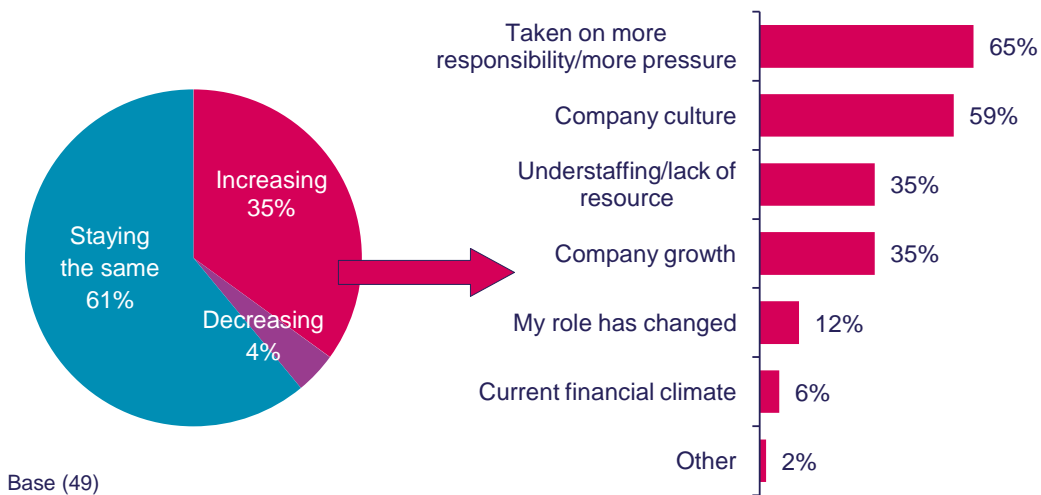 Increasing
35%
Staying
the same
61%
Decreasing
4%
Base (49)
Taken on more
responsibility/more pressure
65%
Company culture
59%
Understaffing/lack of
resource
35%
Company growth
35%
My role has changed
12%
Current financial climate
6%
Other
2%